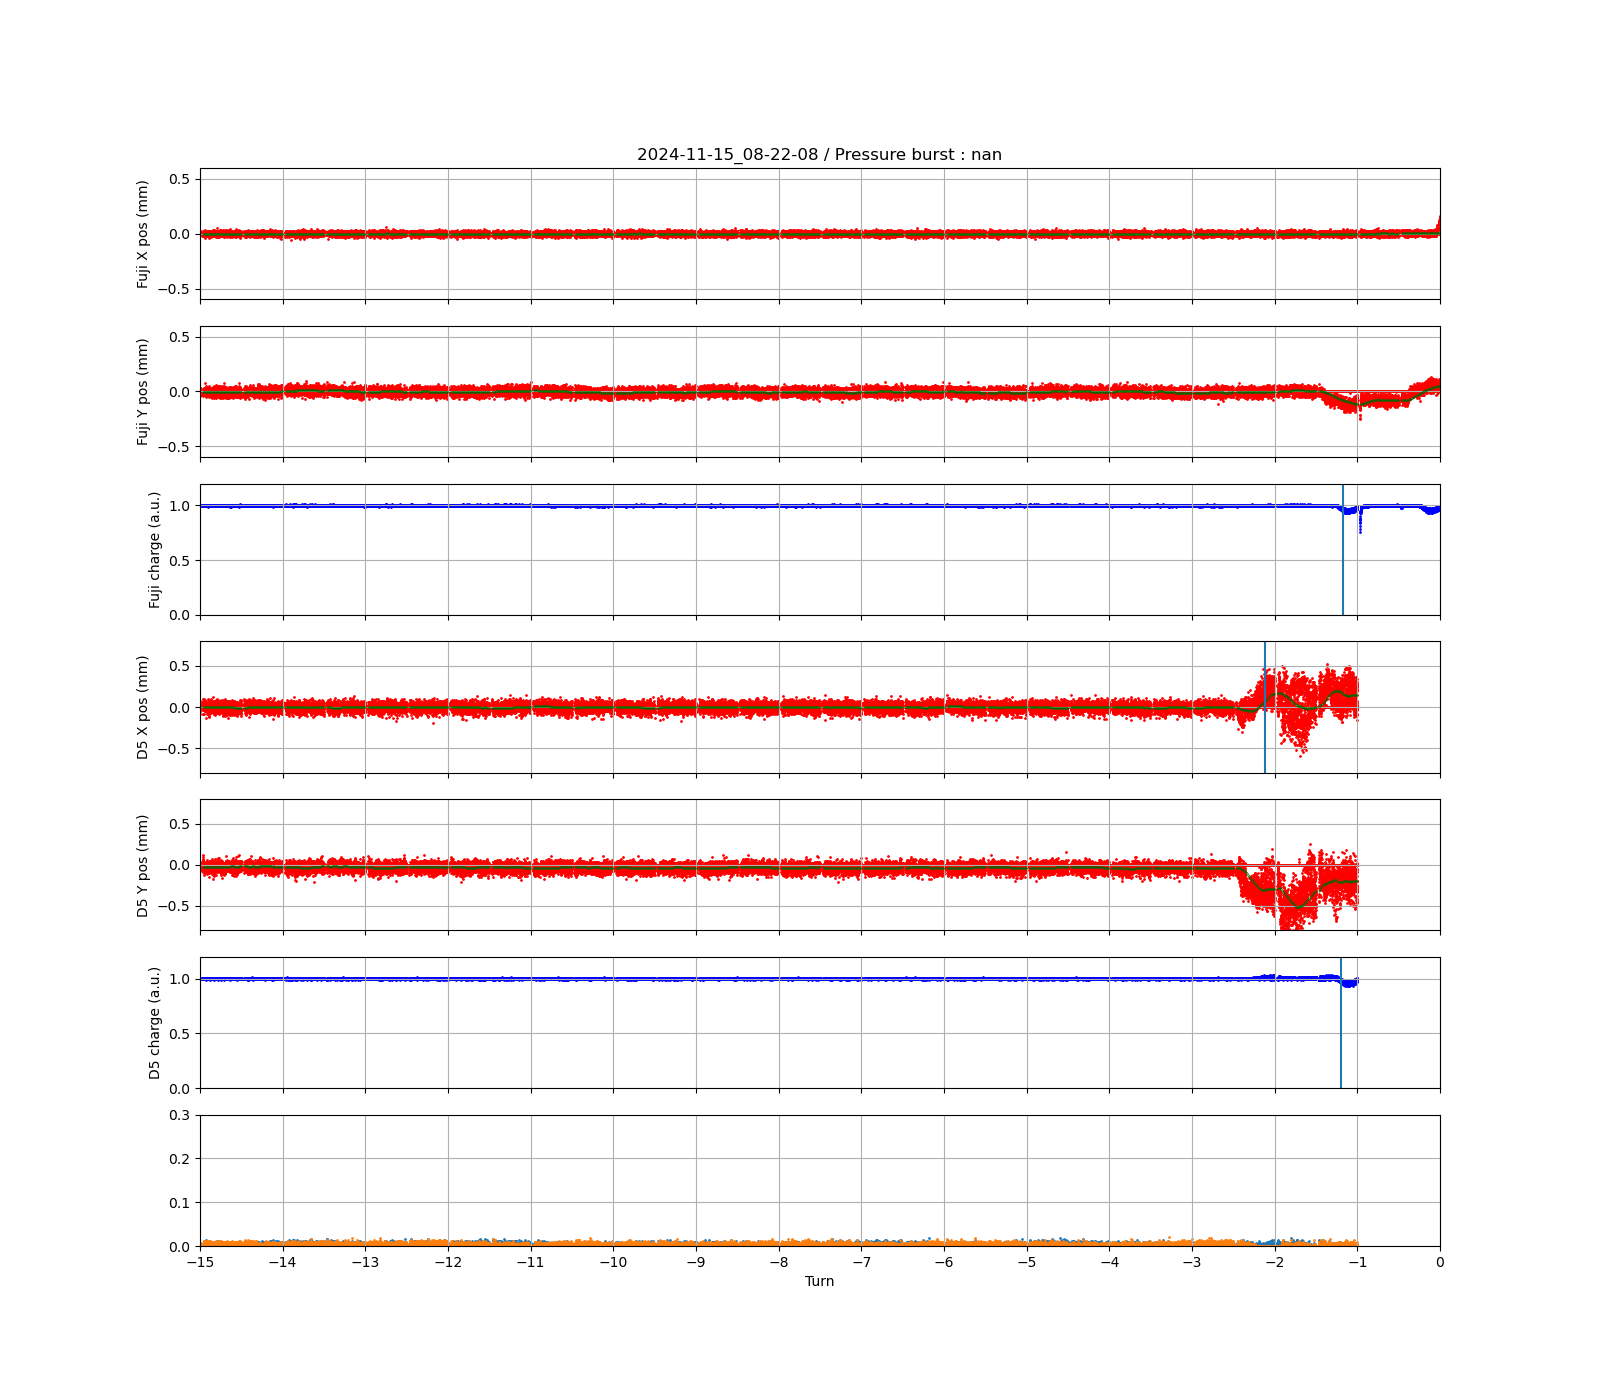 2024-11-15_08-22-08 / Pressure burst : nan
0.5
0.0
−0.5
Fuji X pos (mm)
0.5
0.0
−0.5
Fuji Y pos (mm)
1.0
0.5
0.0
Fuji charge (a.u.)
0.5
0.0
−0.5
D5 X pos (mm)
0.5
0.0
−0.5
D5 Y pos (mm)
1.0
0.5
0.0
D5 charge (a.u.)
0.3
0.2
0.1
0.0
−15 −14 −13 −12 −11 −10 −9 −8 −7 −6 −5 −4 −3 −2 −1 0
Turn